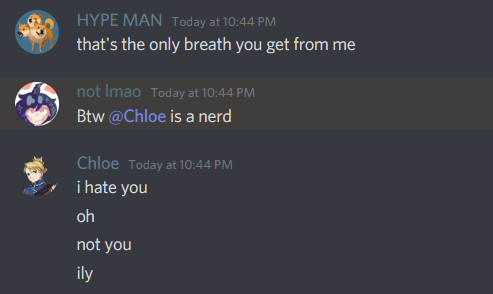 HYPE MAN Today at 10:44 PM
that's the only breath you get from me
not lmao Today at 10:44 PM
Btw @Chloe is a nerd
Chloe Today at 10:44 PM
i hate you
oh
not you
ily